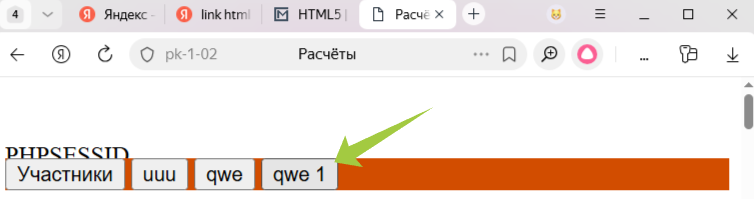 4 Яндекс - link html HTML5 | Расчё
pk-1-02 Расчёты
PHPSESSID
Участники uuu qwe qwe 1